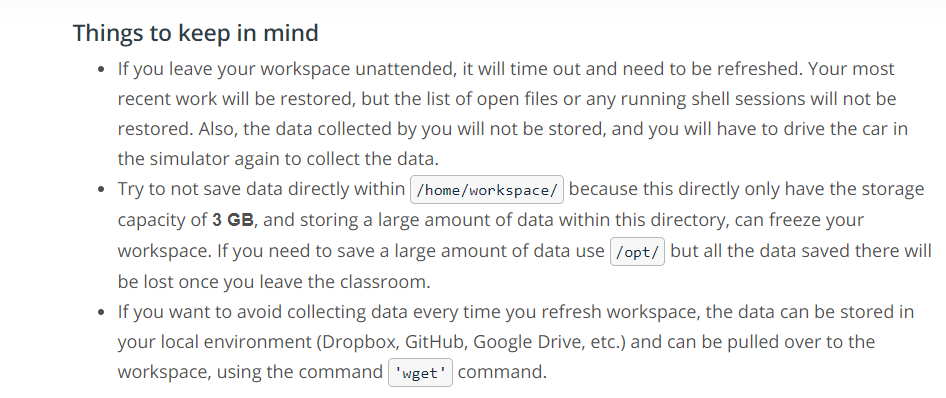 Things to keep in mind
• If you leave your workspace unattended, it will time out and need to be refreshed. Your most
recent work will be restored, but the list of open files or any running shell sessions will not be
restored. Also, the data collected by you will not be stored, and you will have to drive the car in
the simulator again to collect the data.
• Try to not save data directly within /home/workspace/ because this directly only have the storage
capacity of 3 GB, and storing a large amount of data within this directory, can freeze your
workspace. If you need to save a large amount of data use /opt/ but all the data saved there will
be lost once you leave the classroom.
• If you want to avoid collecting data every time you refresh workspace, the data can be stored in
your local environment (Dropbox, GitHub, Google Drive, etc.) and can be pulled over to the
workspace, using the command 'wget' command.